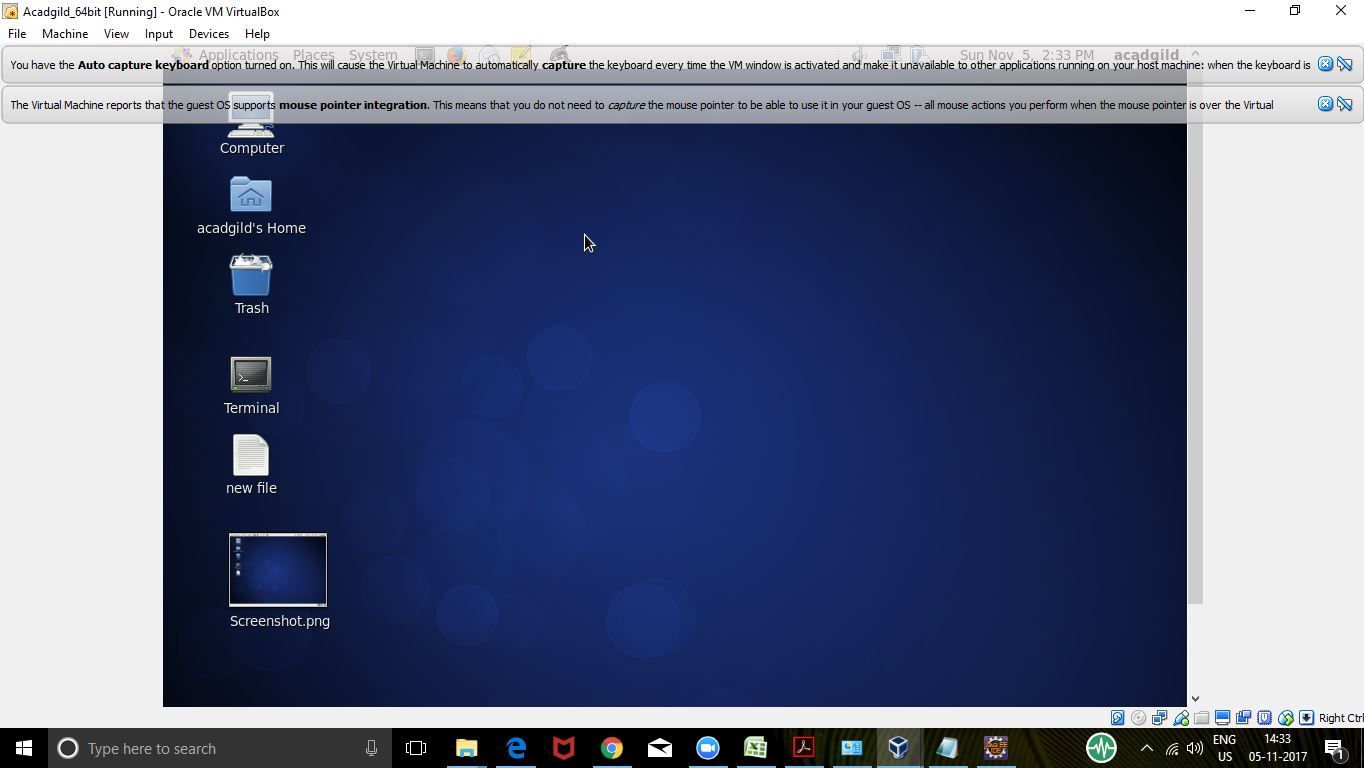 Acadgild_64bit [Running] - Oracle VM VirtualBox
File Machine View Input Devices Help
Applications Places System Sun Nov 5, 2:33 PM acadgild
You have the Auto capture keyboard option turned on. This will cause the Virtual Machine to automatically capture the keyboard every time the VM window is activated and make it unavailable to other applications running on your host machine: when the keyboard is
The Virtual Machine reports that the guest OS supports mouse pointer integration. This means that you do not need to capture the mouse pointer to be able to use it in your guest OS -- all mouse actions you perform when the mouse pointer is over the Virtual
Computer
acadgild's Home
Trash
Terminal
new file
Screenshot.png
Right Ctrl
Type here to search
ENG 14:33
US 05-11-2017
1